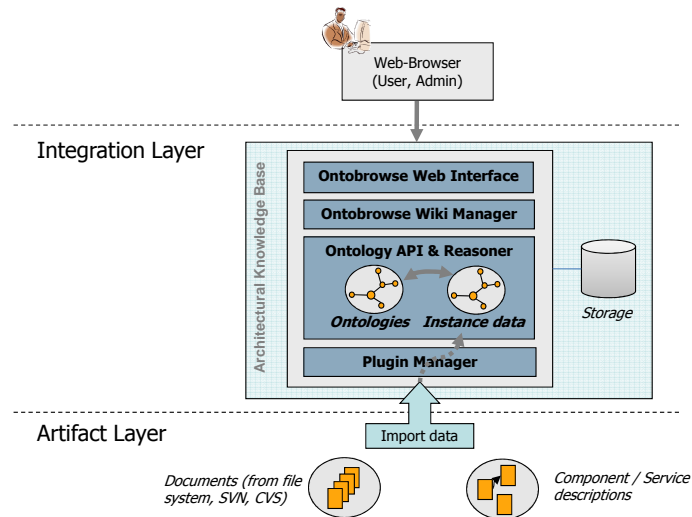 Web-Browser
(User, Admin)
Integration Layer
Architectural Knowledge Base
Ontobrowse Web Interface
Ontobrowse Wiki Manager
Ontology API & Reasoner
Ontologies
Instance data
Storage
Plugin Manager
Artifact Layer
Import data
Documents (from file
system, SVN, CVS)
Component / Service
descriptions